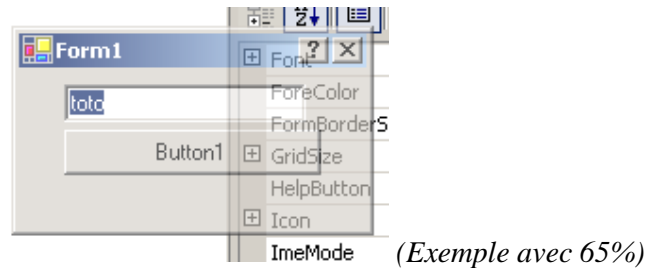 Form1
Font
ForeColor
toto
FormBorderS
Button1
GridSize
HelpButton
Icon
ImeMode
(Exemple avec 65%)